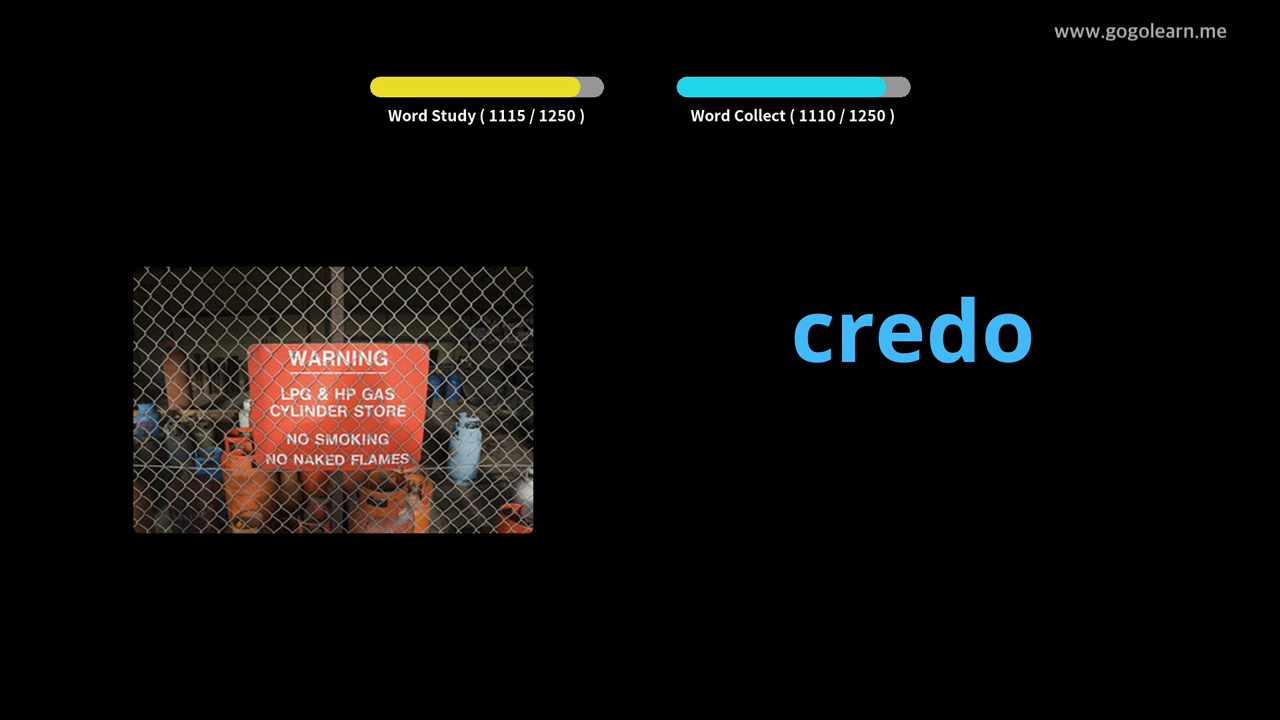 www.gogolearn.me
Word Study ( 1115 / 1250 )
Word Collect ( 1110 / 1250 )
credo
WARNING
LPG & HP GAS
CYLINDER STORE
NO SMOKING
NO NAKED FLAMES